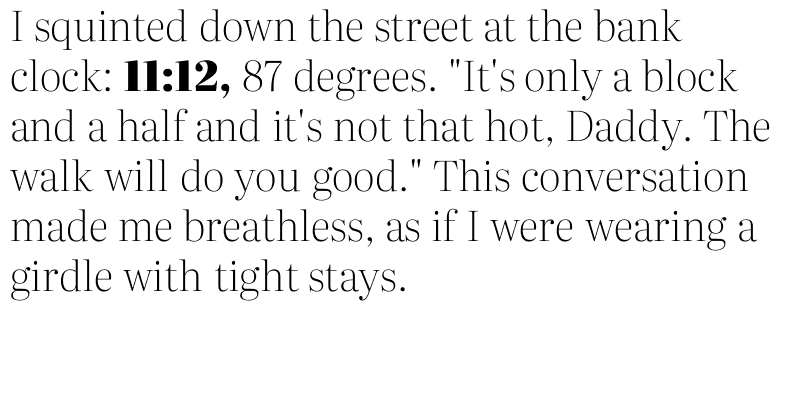 I squinted down the street at the bank
clock: 11:12, 87 degrees. "It's only a block
and a half and it's not that hot, Daddy. The
walk will do you good." This conversation
made me breathless, as if I were wearing a
girdle with tight stays.